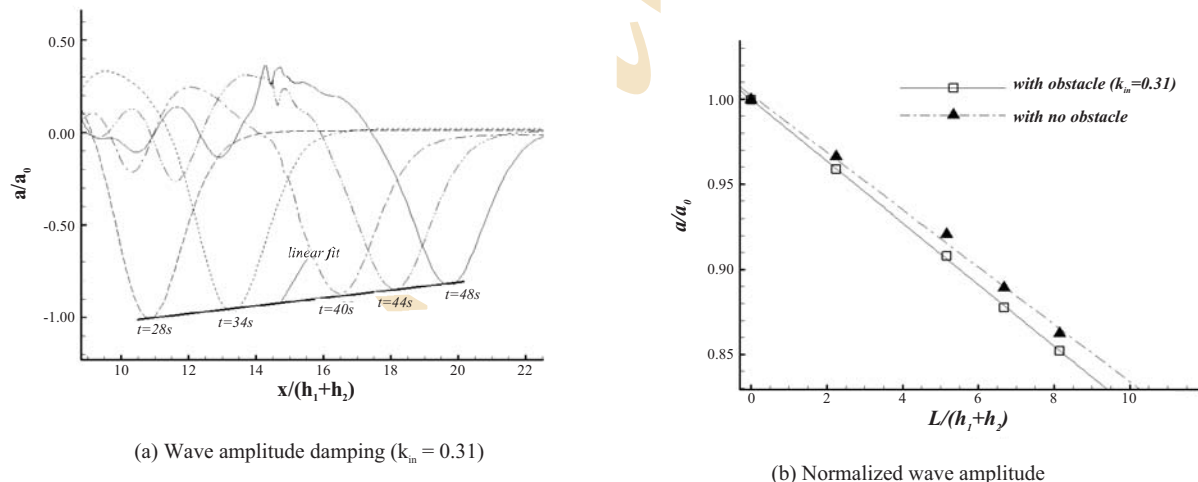 0.50
0.00
-0.50
-1.00
a/a₀
linear fit
t=28s
t=34s
t=40s
t=44s
t=48s
10 12 14 16 18 20 22
x/(h₁+h₂)
(a) Wave amplitude damping (kᵢₙ = 0.31)
with obstacle (kᵢₙ=0.31)
with no obstacle
1.00
0.95
0.90
0.85
a/a₀
0 2 4 6 8 10
L/(h₁+h₂)
(b) Normalized wave amplitude